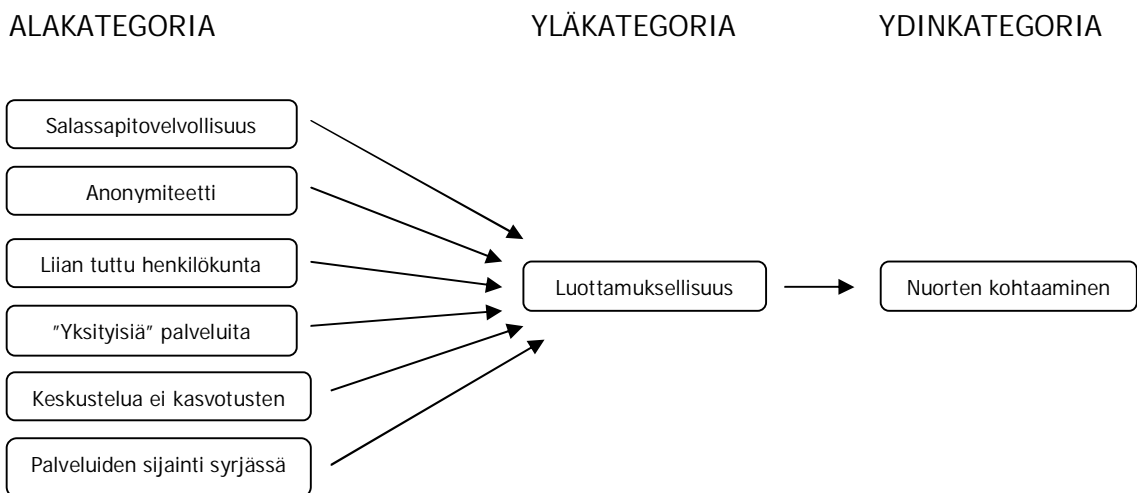 ALAKATEGORIA YLÄKATEGORIA YDINKATEGORIA
Salassapitovelvollisuus
Anonymiteetti
Liian tuttu henkilökunta
Luottamuksellisuus
Nuorten kohtaaminen
"Yksityisiä" palveluita
Keskustelua ei kasvotusten
Palveluiden sijainti syrjässä